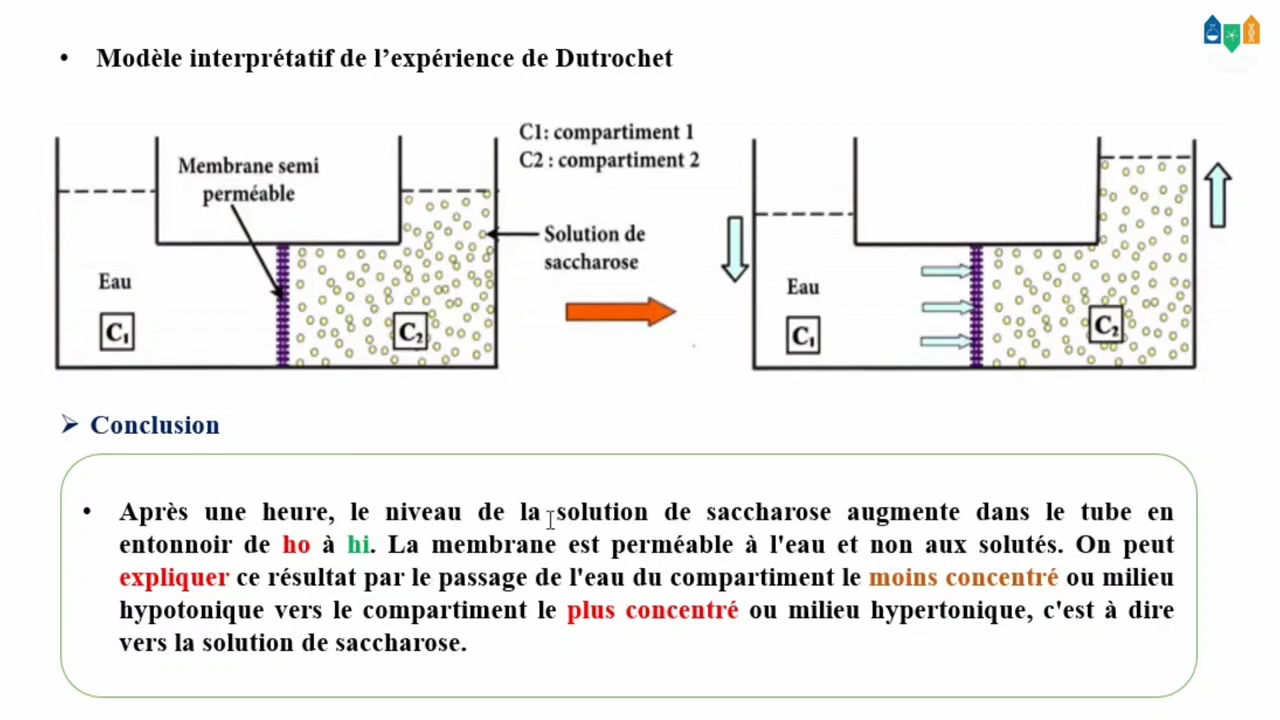 • Modèle interprétatif de l’expérience de Dutrochet
C1: compartiment 1
C2 : compartiment 2
Membrane semi
perméable
Solution de
saccharose
Eau
C₁
C₂
Eau
C₁
C₂
➢ Conclusion
• Après une heure, le niveau de la solution de saccharose augmente dans le tube en
entonnoir de ho à hi. La membrane est perméable à l'eau et non aux solutés. On peut
expliquer ce résultat par le passage de l'eau du compartiment le moins concentré ou milieu
hypotonique vers le compartiment le plus concentré ou milieu hypertonique, c'est à dire
vers la solution de saccharose.